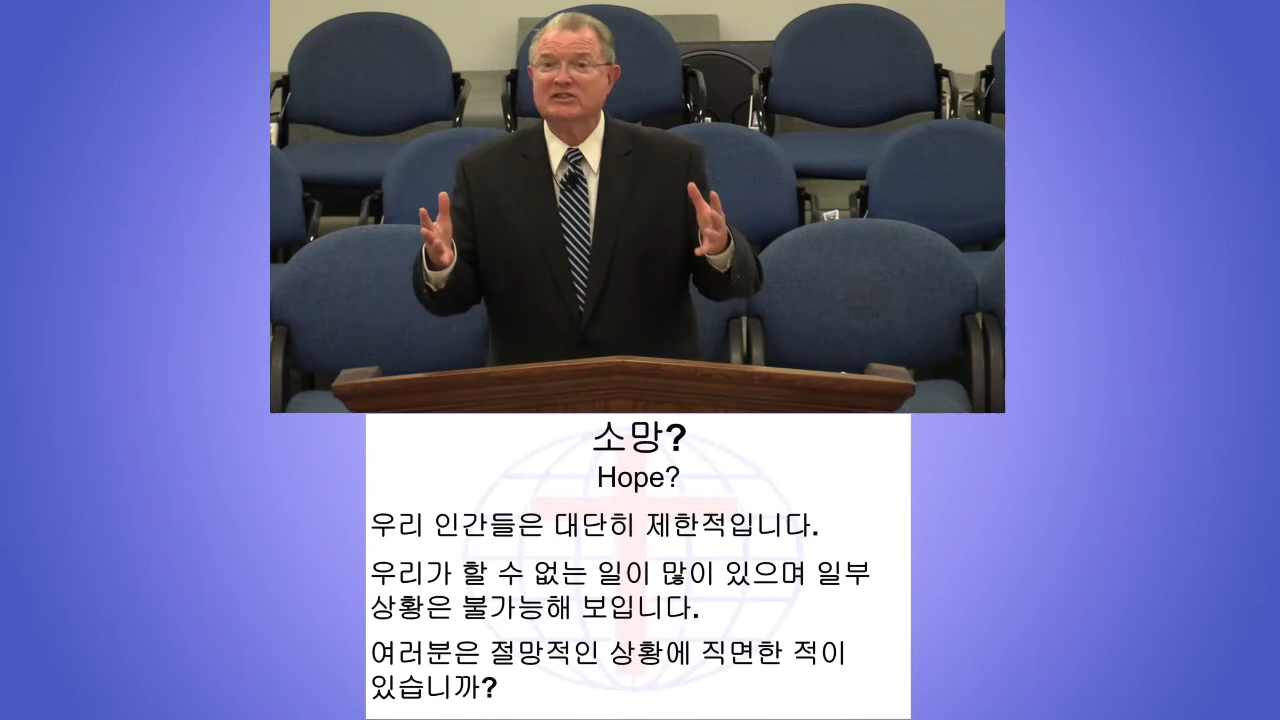 소망?
Hope?
우리 인간들은 대단히 제한적입니다.
우리가 할 수 없는 일이 많이 있으며 일부
상황은 불가능해 보입니다.
여러분은 절망적인 상황에 직면한 적이
있습니까?